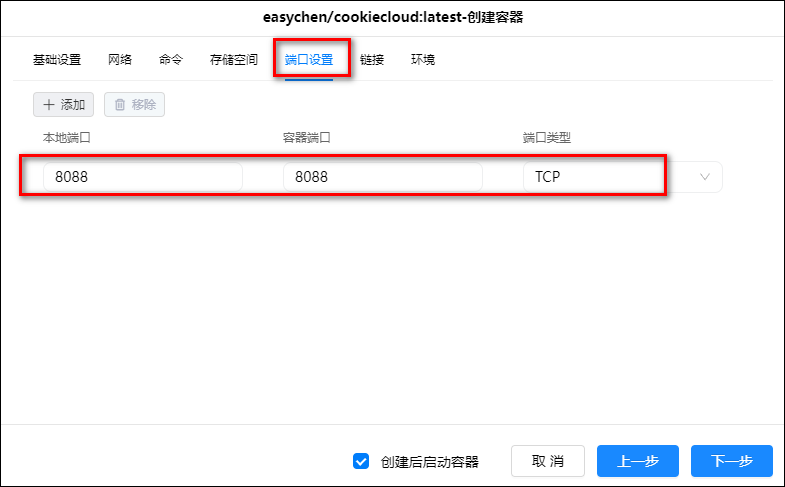 easychen/cookiecloud:latest-创建容器
基础设置 网络 命令 存储空间 端口设置 链接 环境
添加 移除
本地端口 容器端口 端口类型
8088 8088 TCP
创建后启动容器 取 消 上一步 下一步